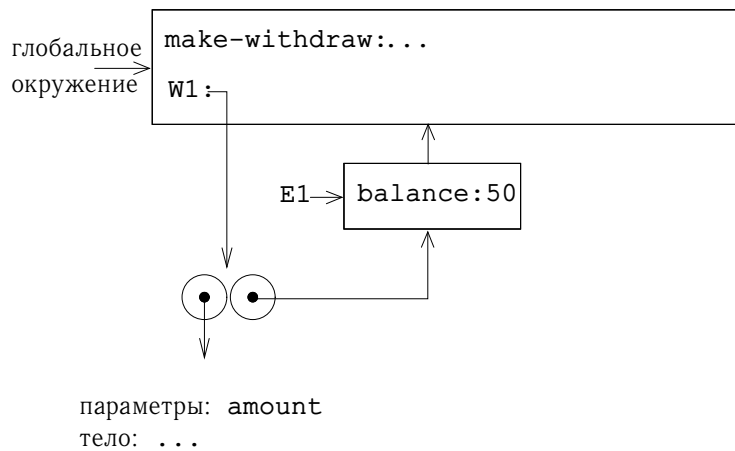 make-withdraw:...
глобальное
окружение
W1:
E1
balance:50
параметры: amount
тело: ...